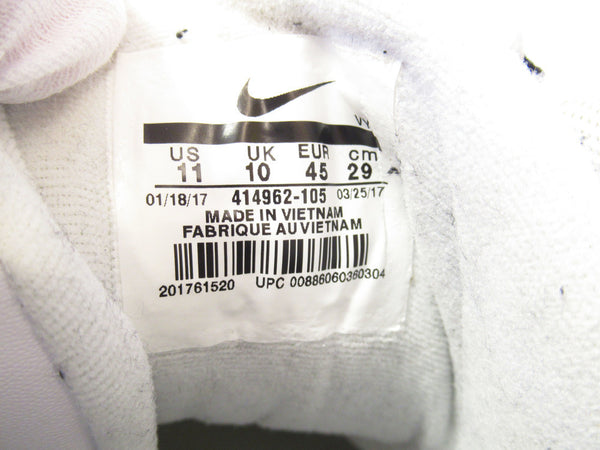 VY
US UK EUR cm
11 10 45 29
01/18/17 414962-105 03/25/17
MADE IN VIETNAM
FABRIQUE AU VIETNAM
201761520 UPC 00886060360304